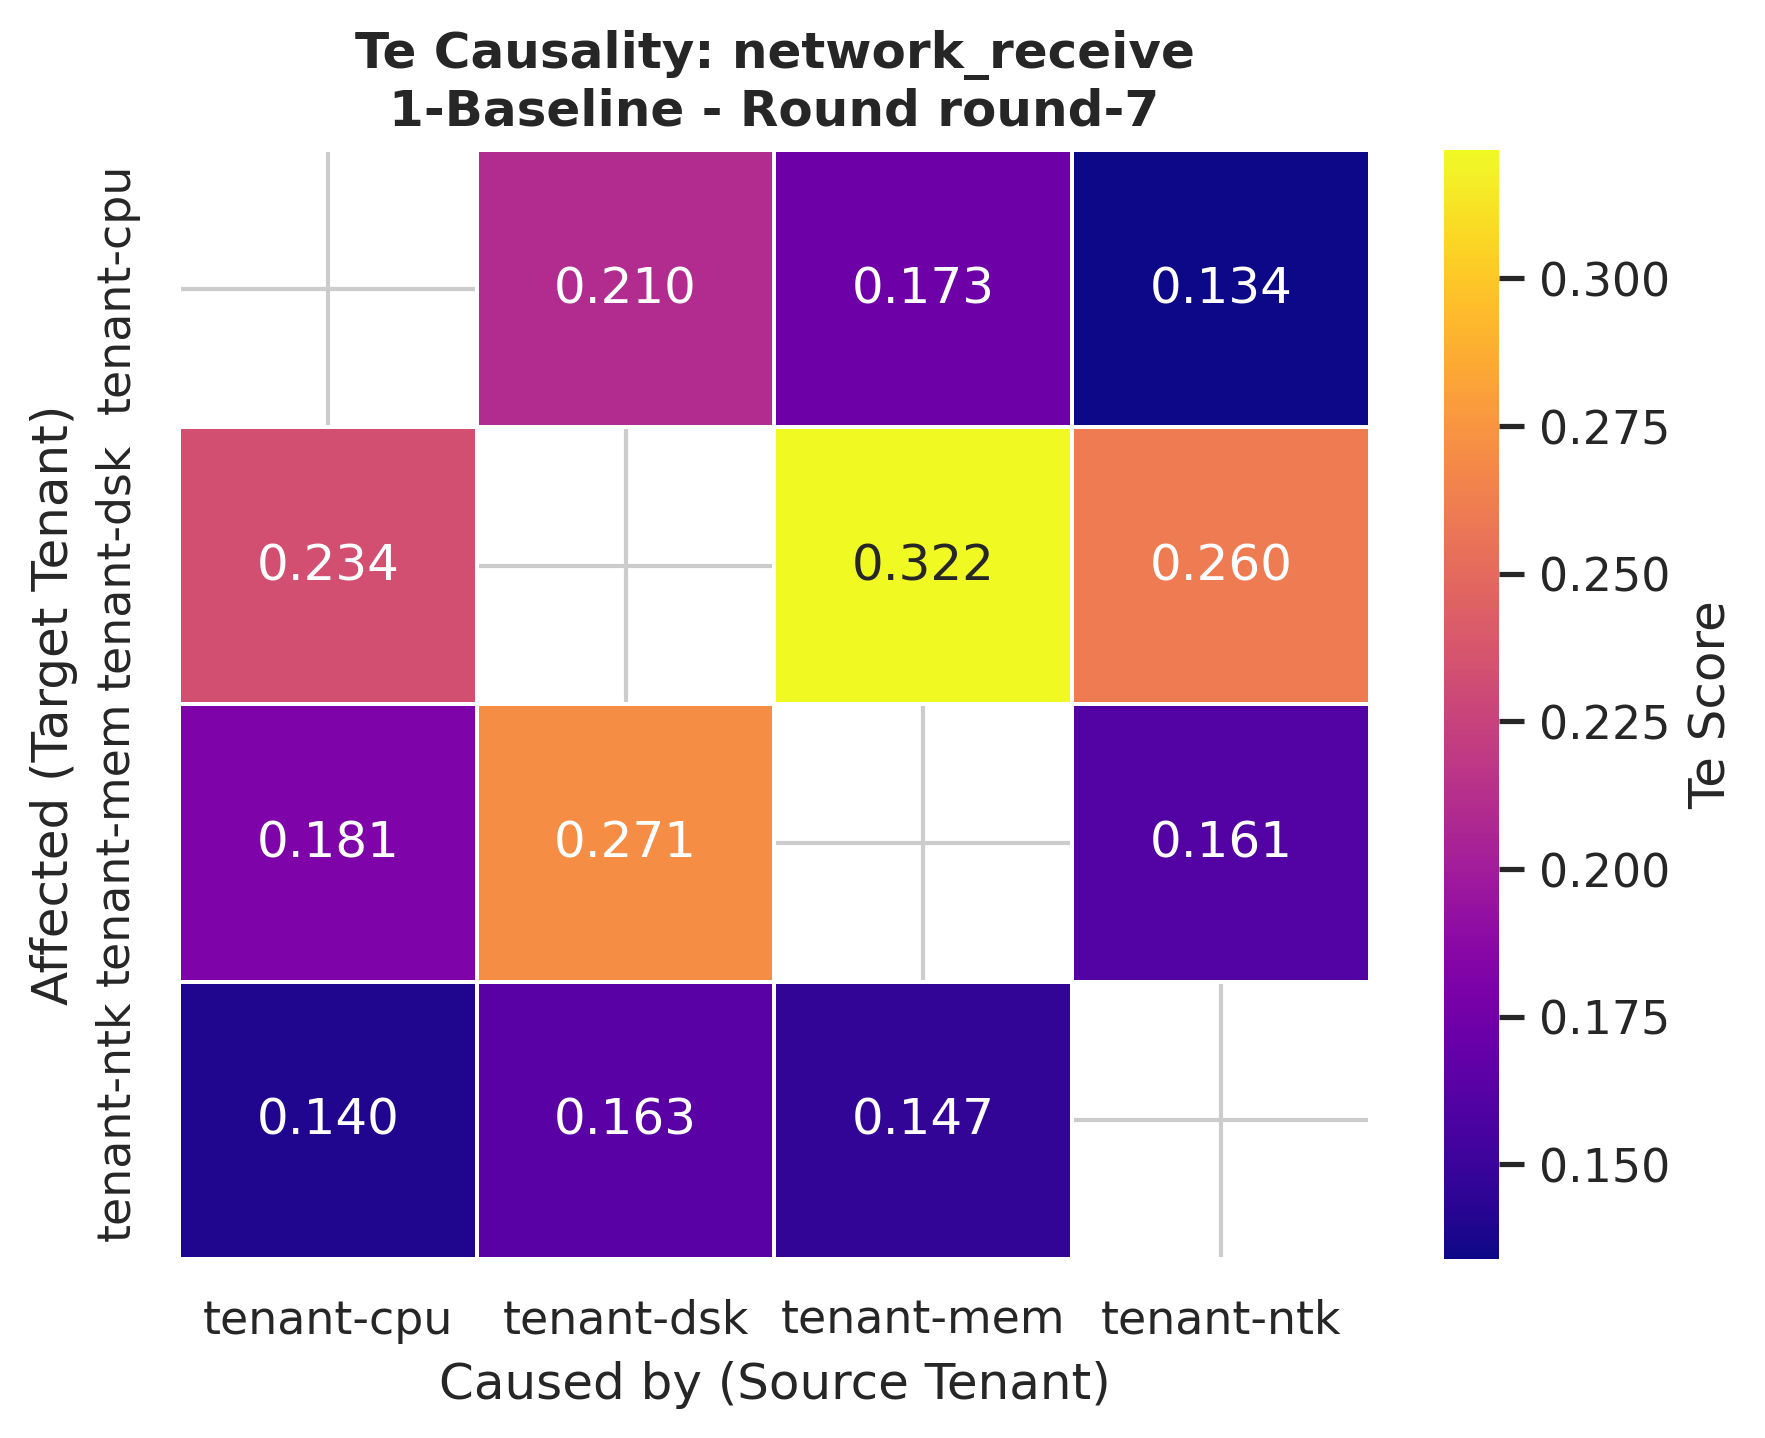 Te Causality: network_receive
1-Baseline - Round round-7
Affected (Target Tenant)
tenant-cpu
0.210
0.173
0.134
tenant-dsk
0.234
0.322
0.260
tenant-mem
0.181
0.271
0.161
tenant-ntk
0.140
0.163
0.147
tenant-cpu
tenant-dsk
tenant-mem
tenant-ntk
Caused by (Source Tenant)
0.300
0.275
0.250
0.225
0.200
0.175
0.150
Te Score